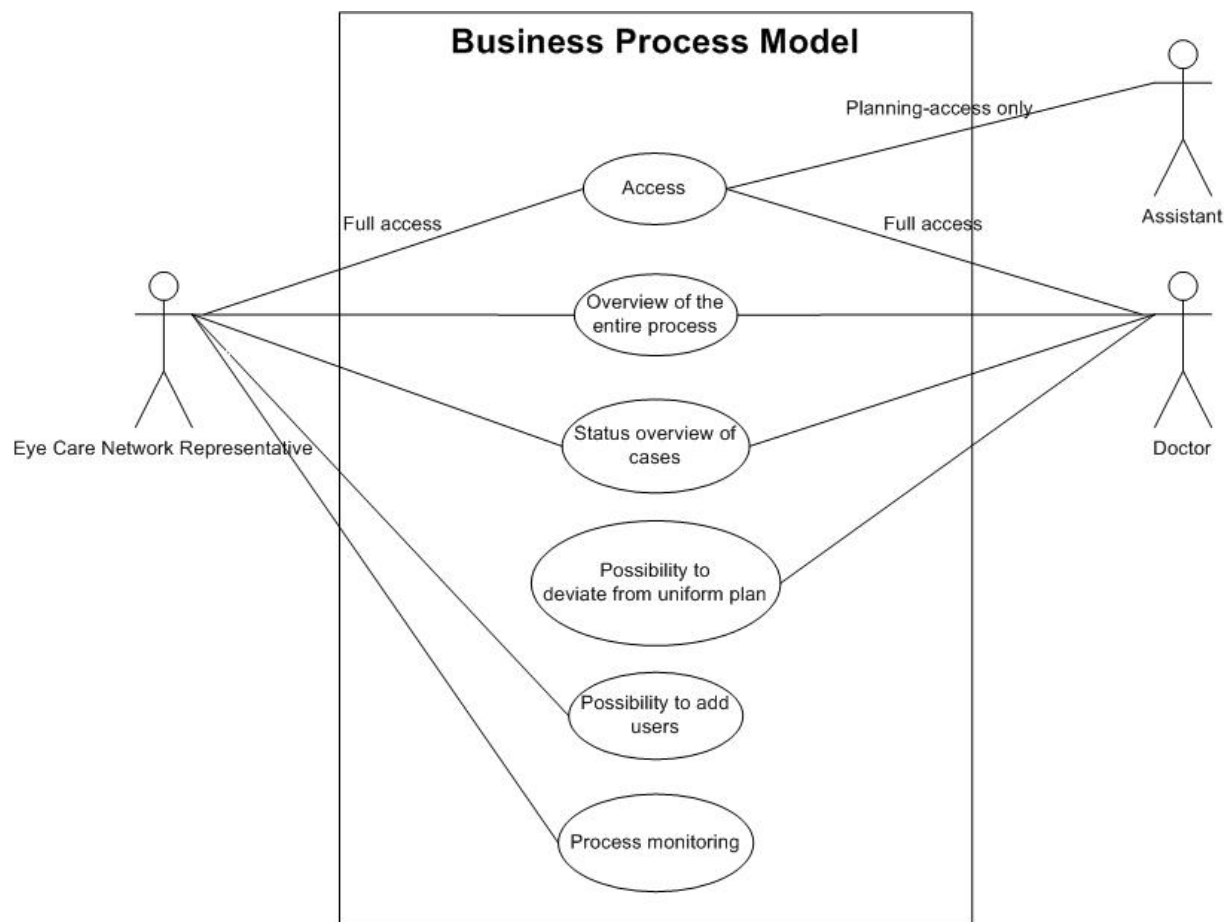 Business Process Model
Planning-access only
Access
Assistant
Full access
Full access
Overview of the
entire process
Status overview of
cases
Eye Care Network Representative
Doctor
Possibility to
deviate from uniform plan
Possibility to add
users
Process monitoring